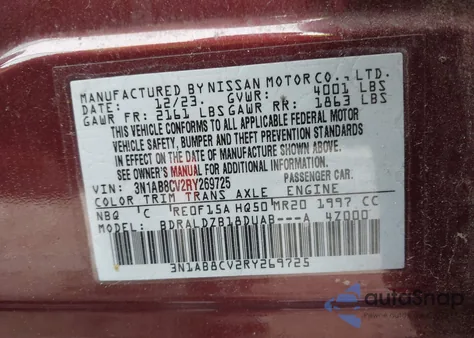 MANUFACTURED BY NISSAN MOTOR CO., LTD.
DATE: 12/23. GVWR: 4001 LBS
GAWR FR: 2161 LBS GAWR RR: 1863 LBS
THIS VEHICLE CONFORMS TO ALL APPLICABLE FEDERAL MOTOR
VEHICLE SAFETY, BUMPER AND THEFT PREVENTION STANDARDS
IN EFFECT ON THE DATE OF MANUFACTURE SHOWN ABOVE.
SEE OWNER'S MANUAL FOR ADDITIONAL INFORMATION.
VIN: 3N1AB8CV2RY269725 PASSENGER CAR.
COLOR TRIM TRANS AXLE ENGINE
NBQ C RE0F15A HQ50 MR20 1997 CC
MODEL: BDRALDZB18DUAB---A 47000
3N1AB8CV2RY269725
autoSnap